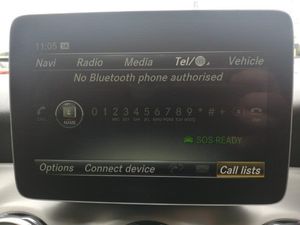 11:05
Navi Radio Media Tel/ Vehicle
No Bluetooth phone authorised
0 1 2 3 4 5 6 7 8 9 * # +
NAME
SOS READY
Options Connect device Call lists